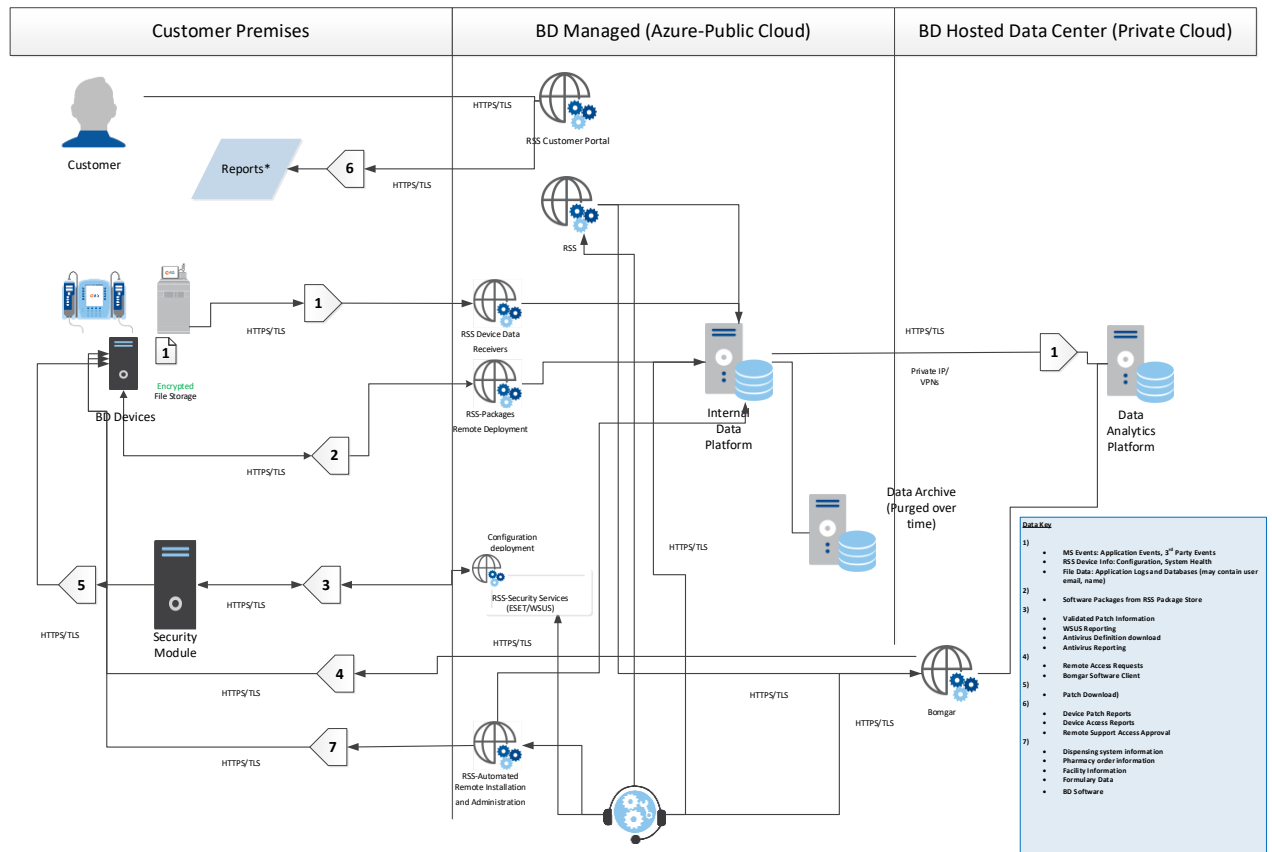 Customer Premises
BD Managed (Azure-Public Cloud)
BD Hosted Data Center (Private Cloud)
HTTPS/TLS
RSS Customer Portal
Customer
Reports*
6
HTTPS/TLS
RSS
1
HTTPS/TLS
RSS Device Data
Receivers
HTTPS/TLS
1
Private IP/
VPNs
1
Encrypted
File Storage
BD Devices
RSS-Packages
Remote Deployment
Internal
Data
Platform
Data
Analytics
Platform
2
HTTPS/TLS
Data Archive
(Purged over
time)
Configuration
deployment
HTTPS/TLS
5
3
HTTPS/TLS
RSS-Security Services
(ESET/WSUS)
HTTPS/TLS
Security
Module
HTTPS/TLS
4
HTTPS/TLS
HTTPS/TLS
Bomgar
HTTPS/TLS
7
HTTPS/TLS
RSS-Automated
Remote Installation
and Administration
Data Key
1)
• MS Events: Application Events, 3rd Party Events
• RSS Device Info: Configuration, System Health
• File Data: Application Logs and Databases (may contain user
email, name)
2)
• Software Packages from RSS Package Store
3)
• Validated Patch Information
• WSUS Reporting
• Antivirus Definition download
• Antivirus Reporting
4)
• Remote Access Requests
• Bomgar Software Client
5)
• Patch Download)
6)
• Device Patch Reports
• Device Access Reports
• Remote Support Access Approval
7)
• Dispensing system information
• Pharmacy order information
• Facility Information
• Formulary Data
• BD Software